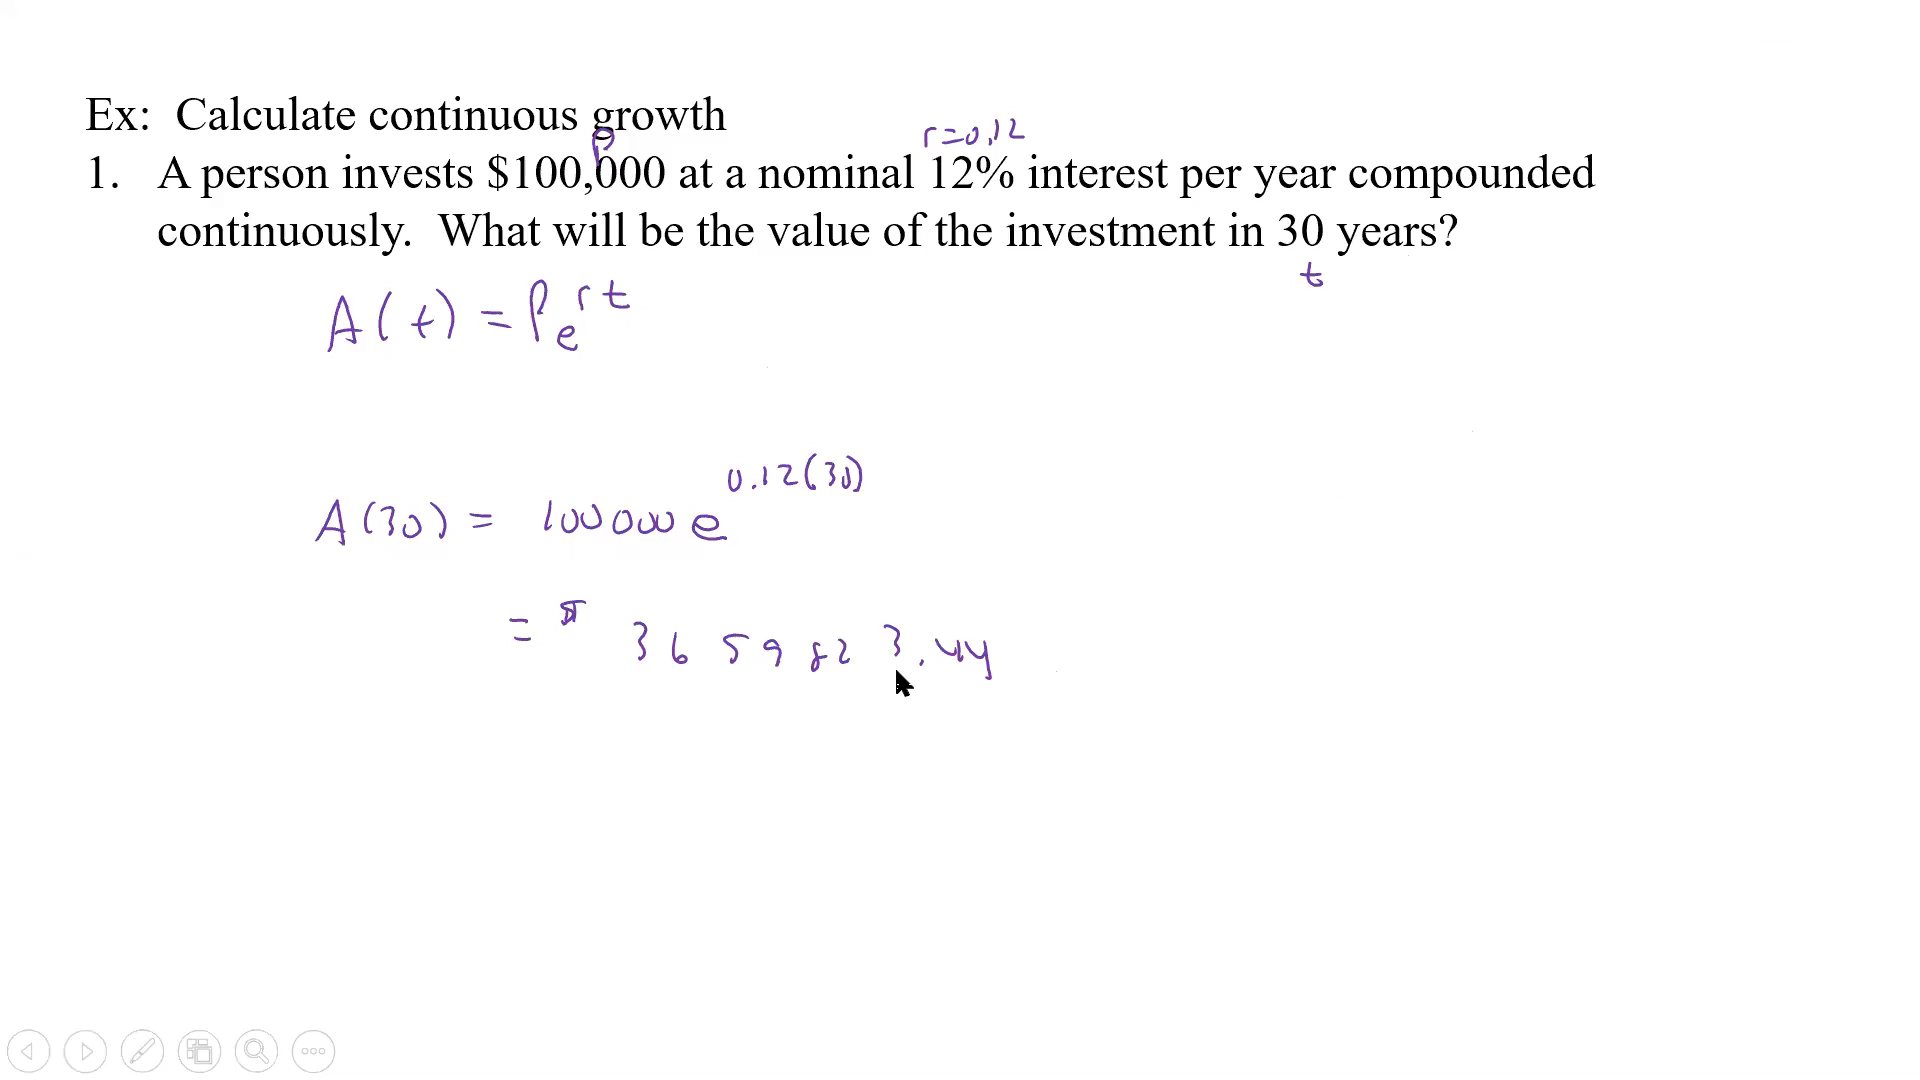 Ex: Calculate continuous growth
P r=0.12
1. A person invests $100,000 at a nominal 12% interest per year compounded
continuously. What will be the value of the investment in 30 years?
t
A(t) = Pe^rt
A(30) = 100000e^0.12(30)
= $ 3659823.44